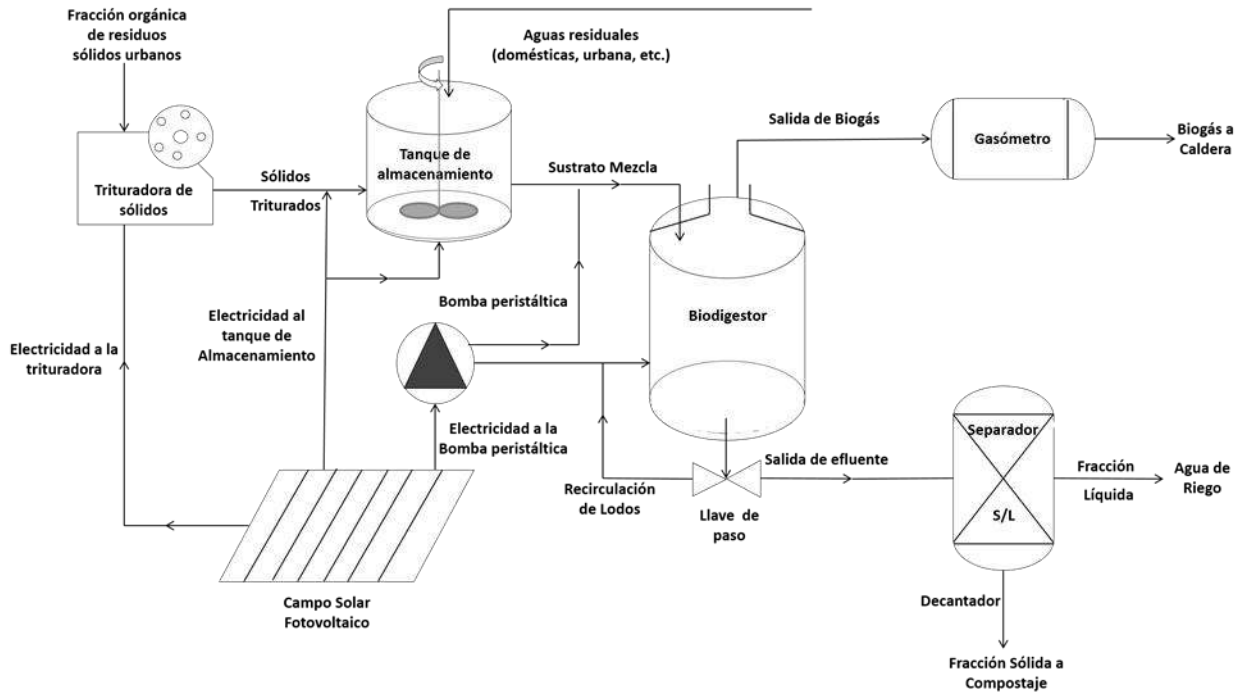 Fracción orgánica
de residuos
sólidos urbanos
Aguas residuales
(domésticas, urbana, etc.)
Trituradora de
sólidos
Sólidos
Triturados
Tanque de
almacenamiento
Sustrato Mezcla
Salida de Biogás
Gasómetro
Biogás a
Caldera
Electricidad a la
trituradora
Electricidad al
tanque de
Almacenamiento
Bomba peristáltica
Biodigestor
Electricidad a la
Bomba peristáltica
Recirculación
de Lodos
Llave de
paso
Salida de efluente
Separador
S/L
Fracción
Líquida
Agua de
Riego
Campo Solar
Fotovoltaico
Decantador
Fracción Sólida a
Compostaje